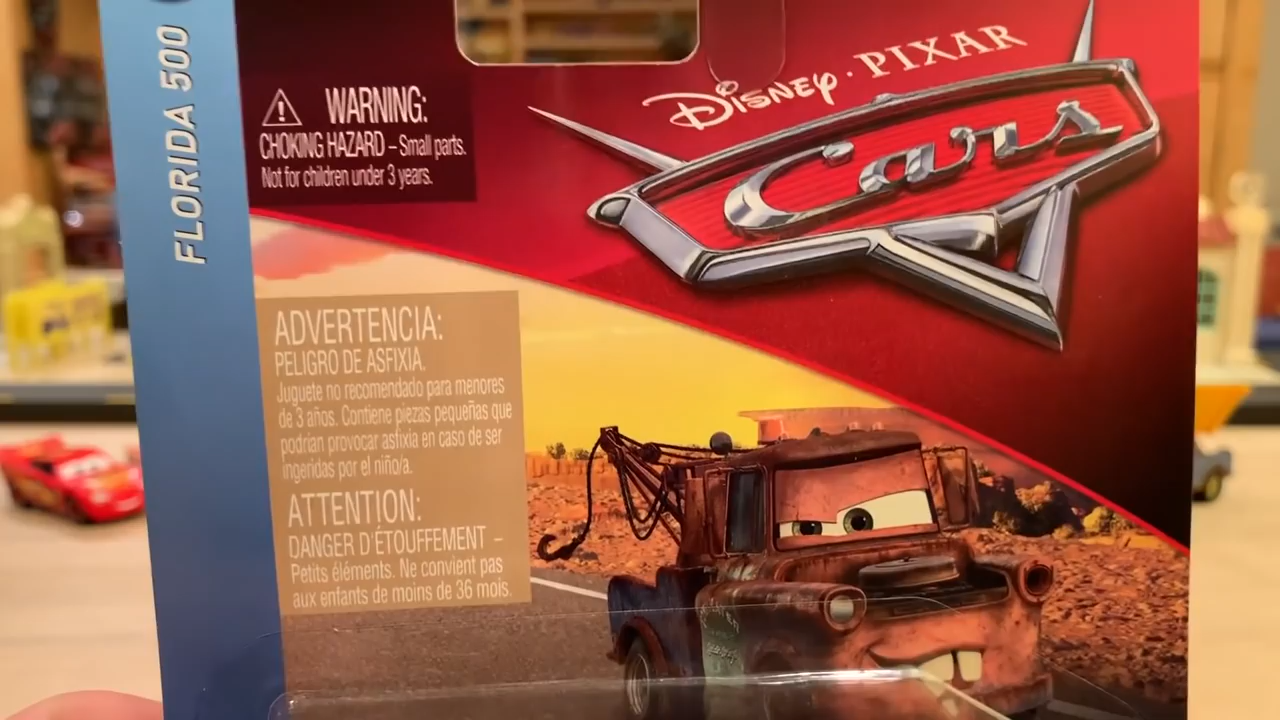 FLORIDA 500
WARNING:
CHOKING HAZARD – Small parts.
Not for children under 3 years.
DISNEY · PIXAR
Cars
ADVERTENCIA:
PELIGRO DE ASFIXIA.
Juguete no recomendado para menores
de 3 años. Contiene piezas pequeñas que
podrían provocar asfixia en caso de ser
ingeridas por el niño/a.
ATTENTION:
DANGER D'ÉTOUFFEMENT –
Petits éléments. Ne convient pas
aux enfants de moins de 36 mois.